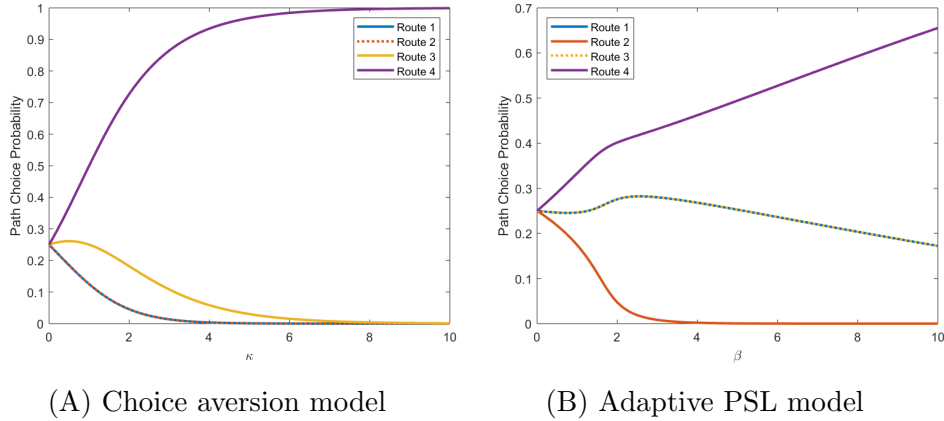 1
0.9
0.8
0.7
0.6
0.5
0.4
0.3
0.2
0.1
0
Path Choice Probability
0 2 4 6 8 10
κ
Route 1
Route 2
Route 3
Route 4
(A) Choice aversion model
0.7
0.6
0.5
0.4
0.3
0.2
0.1
0
Path Choice Probability
0 2 4 6 8 10
β
Route 1
Route 2
Route 3
Route 4
(B) Adaptive PSL model